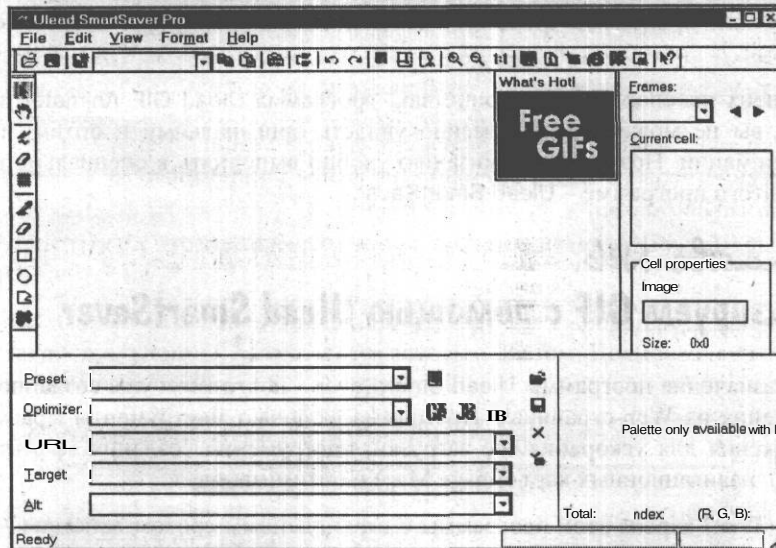 Ulead SmartSaver Pro
File Edit View Format Help
What's Hot!
Free
GIFs
Frames:
Current cell:
Cell properties
Image
Size: 0x0
Preset:
Optimizer:
IB
URL
Target:
Alt:
Palette only available with
Total: ndex: (R, G, B):
Ready